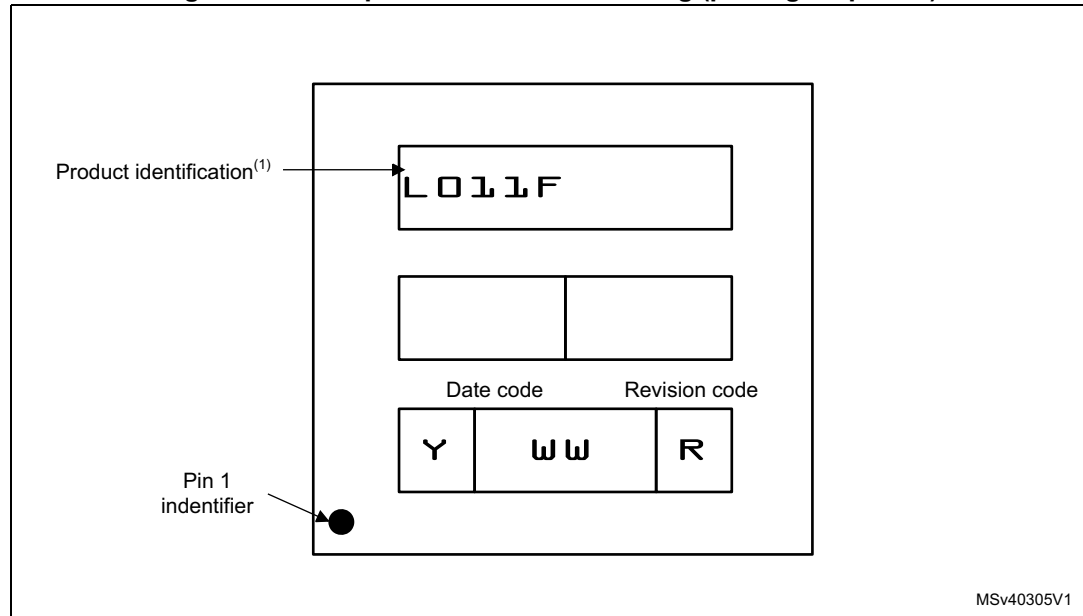 Product identification(1)
L011F
Date code Revision code
Y WW R
Pin 1
indentifier
MSv40305V1